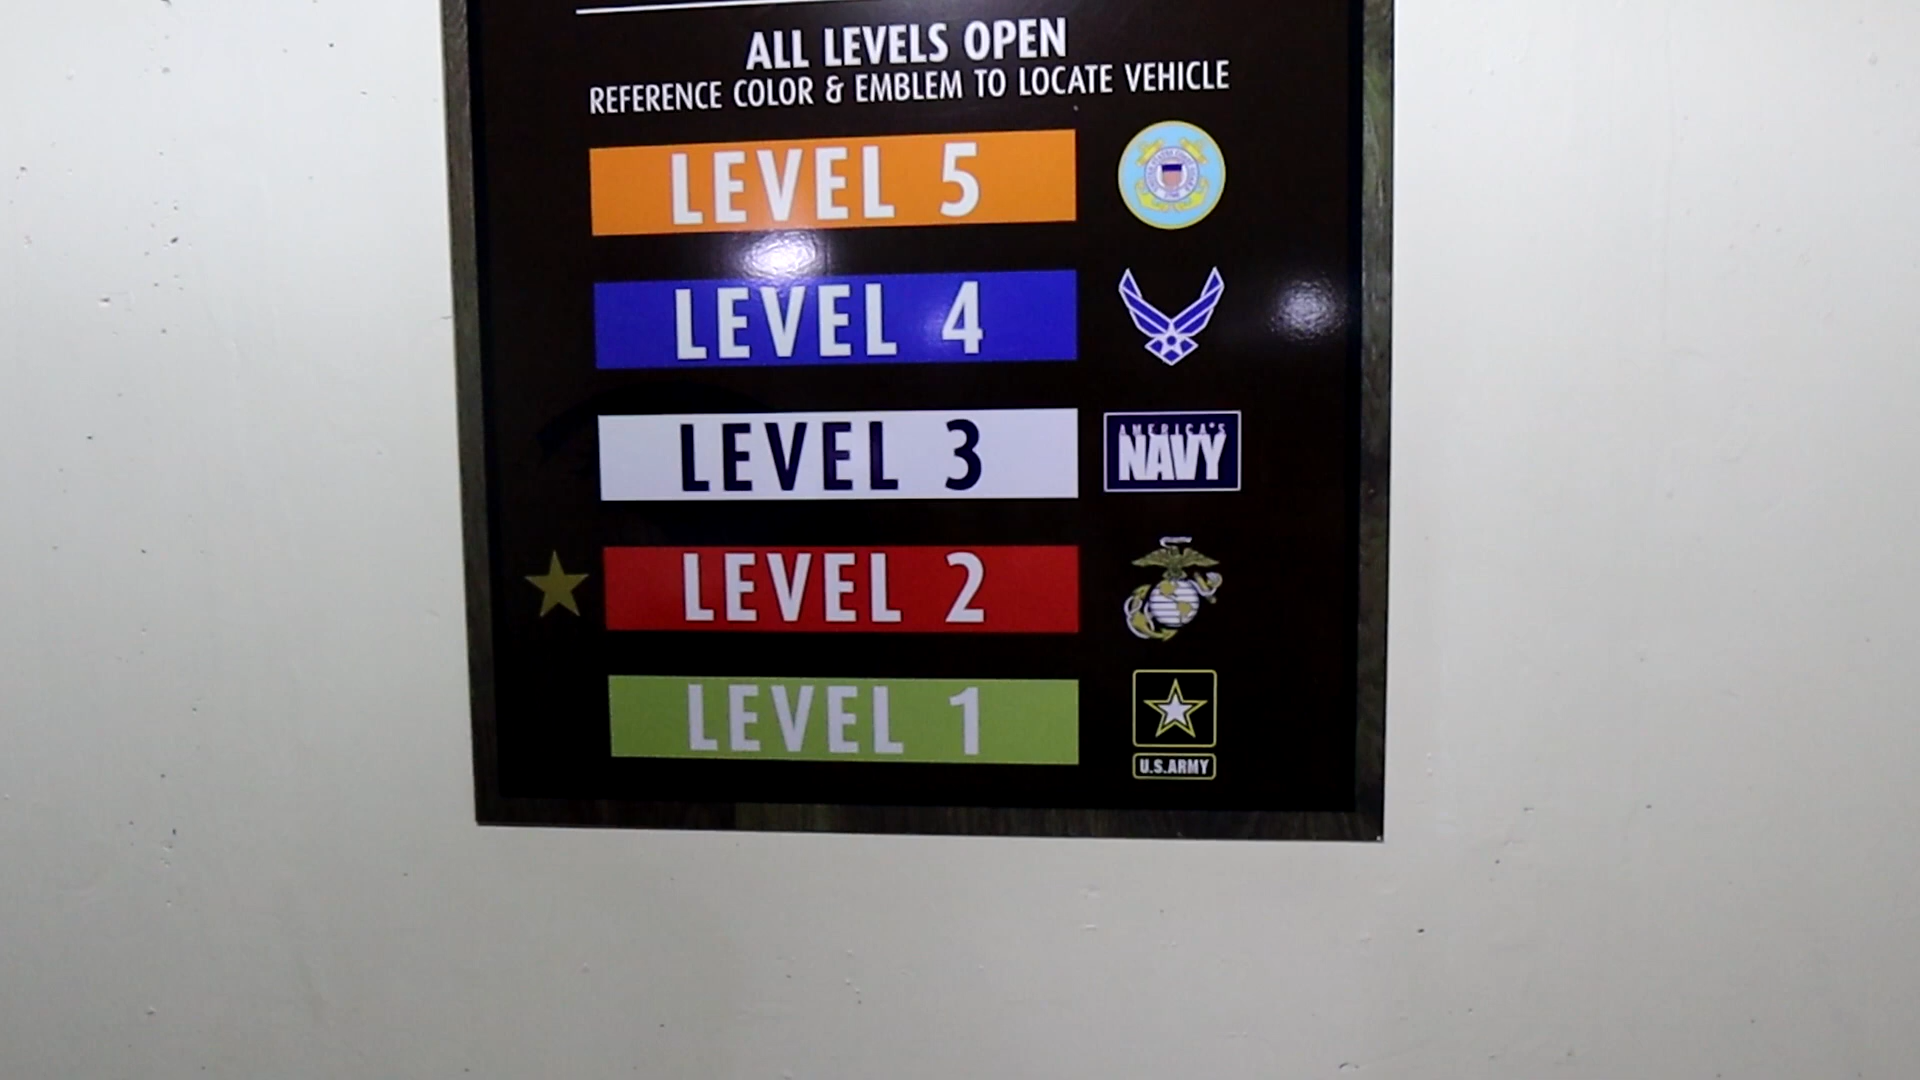 ALL LEVELS OPEN
REFERENCE COLOR & EMBLEM TO LOCATE VEHICLE
LEVEL 5
LEVEL 4
LEVEL 3
AMERICA'S
NAVY
LEVEL 2
LEVEL 1
U.S.ARMY